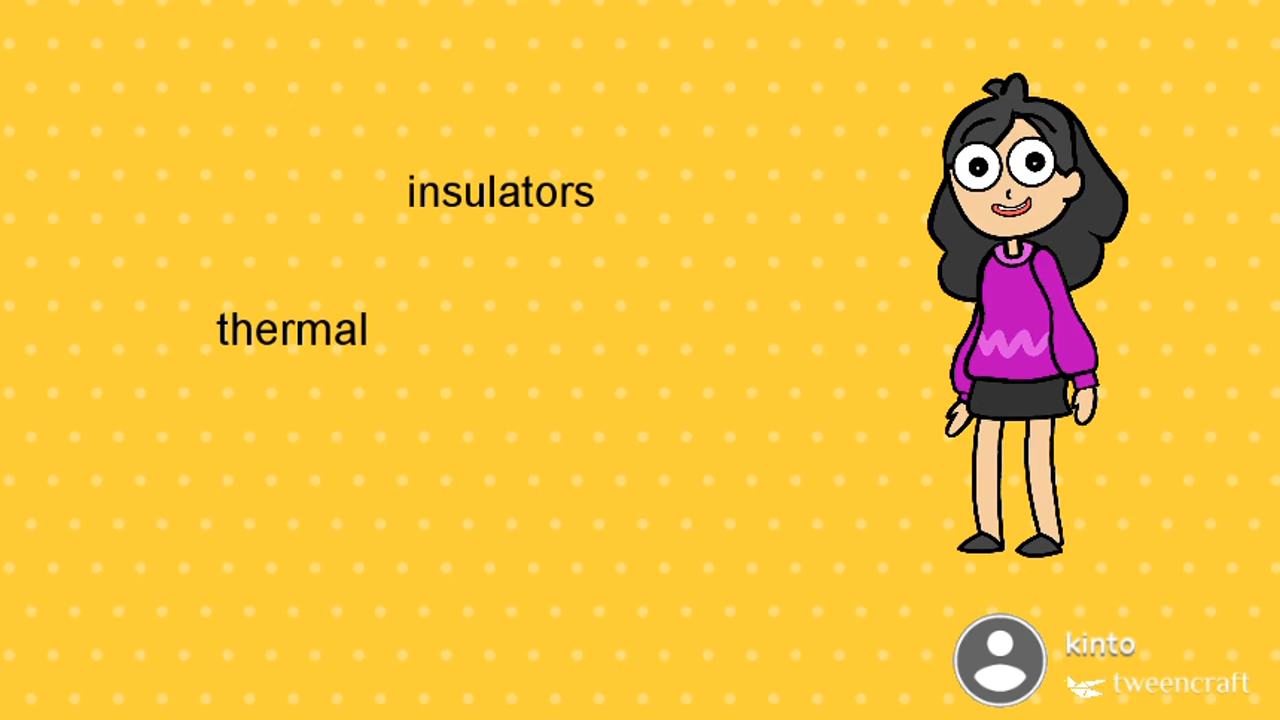 insulators
thermal
kinto
tweencraft